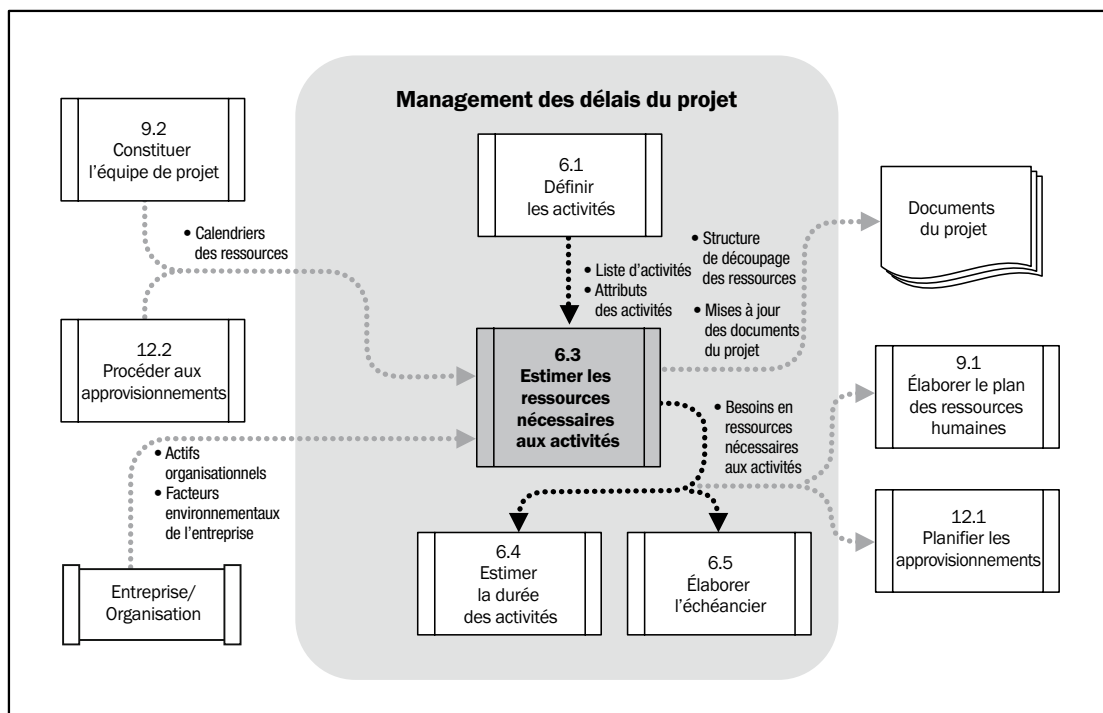 Management des délais du projet
9.2
Constituer
l'équipe de projet
6.1
Définir
les activités
Documents
du projet
• Calendriers
des ressources
• Structure
de découpage
des ressources
• Liste d'activités
• Attributs
des activités
• Mises à jour
des documents
du projet
12.2
Procéder aux
approvisionnements
6.3
Estimer les
ressources
nécessaires
aux activités
9.1
Élaborer le plan
des ressources
humaines
• Besoins en
ressources
nécessaires
aux activités
• Actifs
organisationnels
• Facteurs
environnementaux
de l'entreprise
12.1
Planifier les
approvisionnements
6.4
Estimer
la durée
des activités
6.5
Élaborer
l'échéancier
Entreprise/
Organisation